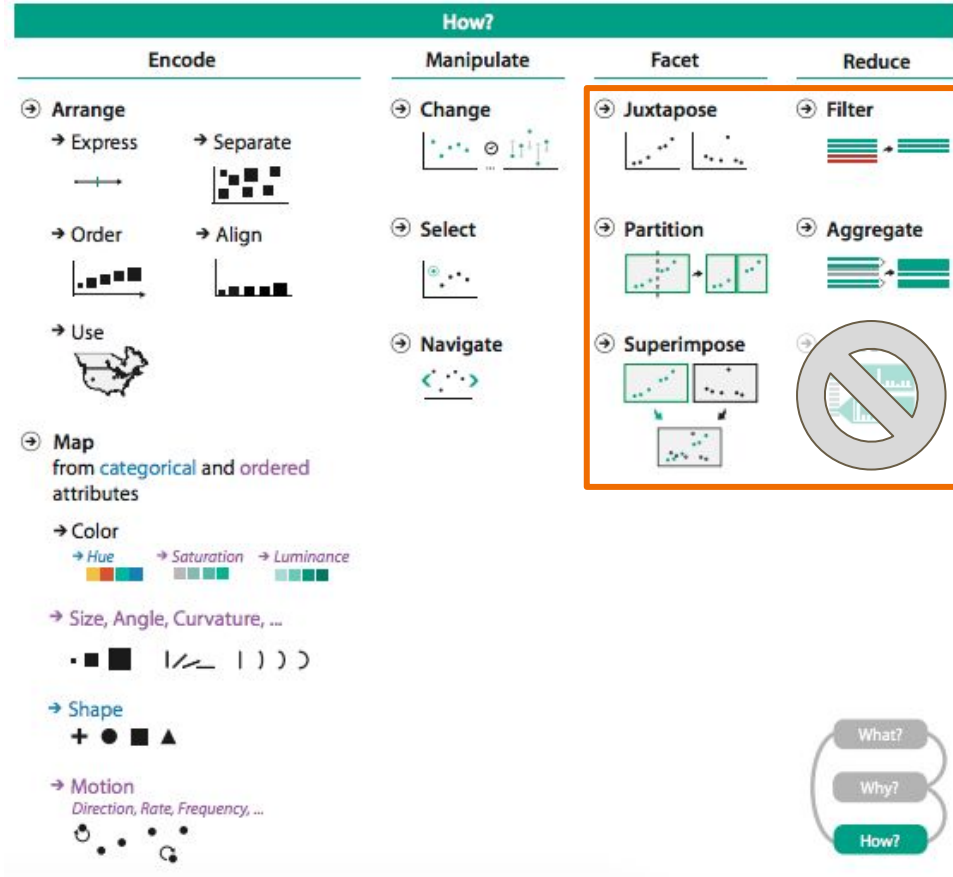 How?
Encode
Manipulate
Facet
Reduce
Arrange
Express
Separate
Order
Align
Use
Map
from categorical and ordered
attributes
Color
Hue
Saturation
Luminance
Size, Angle, Curvature, ...
Shape
Motion
Direction, Rate, Frequency, ...
Change
...
Select
Navigate
Juxtapose
Partition
Superimpose
Filter
Aggregate
What?
Why?
How?